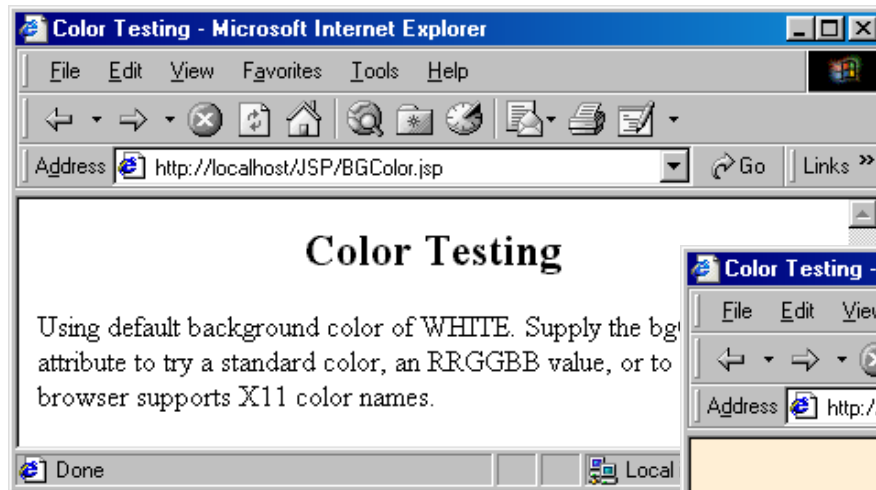 Color Testing - Microsoft Internet Explorer
File Edit View Favorites Tools Help
Address http://localhost/JSP/BGColor.jsp Go Links »
Color Testing
Using default background color of WHITE. Supply the
attribute to try a standard color, an RRGGBB value, or to
browser supports X11 color names.
Done Local
Color Testing -
File Edit
Address http:/